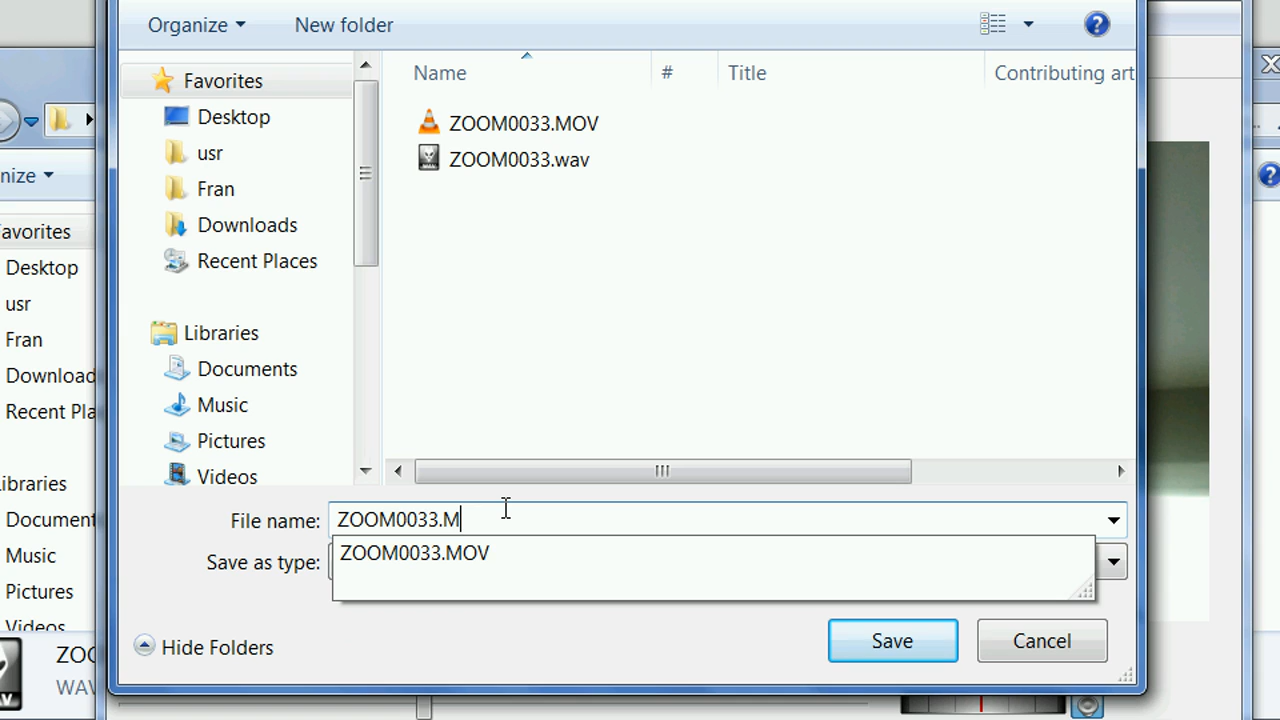 Organize
New folder
Name
#
Title
Contributing art
Favorites
Desktop
usr
Fran
Downloads
Recent Places
Libraries
Documents
Music
Pictures
Videos
ZOOM0033.MOV
ZOOM0033.wav
File name: ZOOM0033.M
ZOOM0033.MOV
Save as type:
Hide Folders
Save
Cancel
nize
avorites
Desktop
usr
Fran
Download
Recent Pla
ibraries
Document
Music
Pictures
Videos
ZOO
WAV